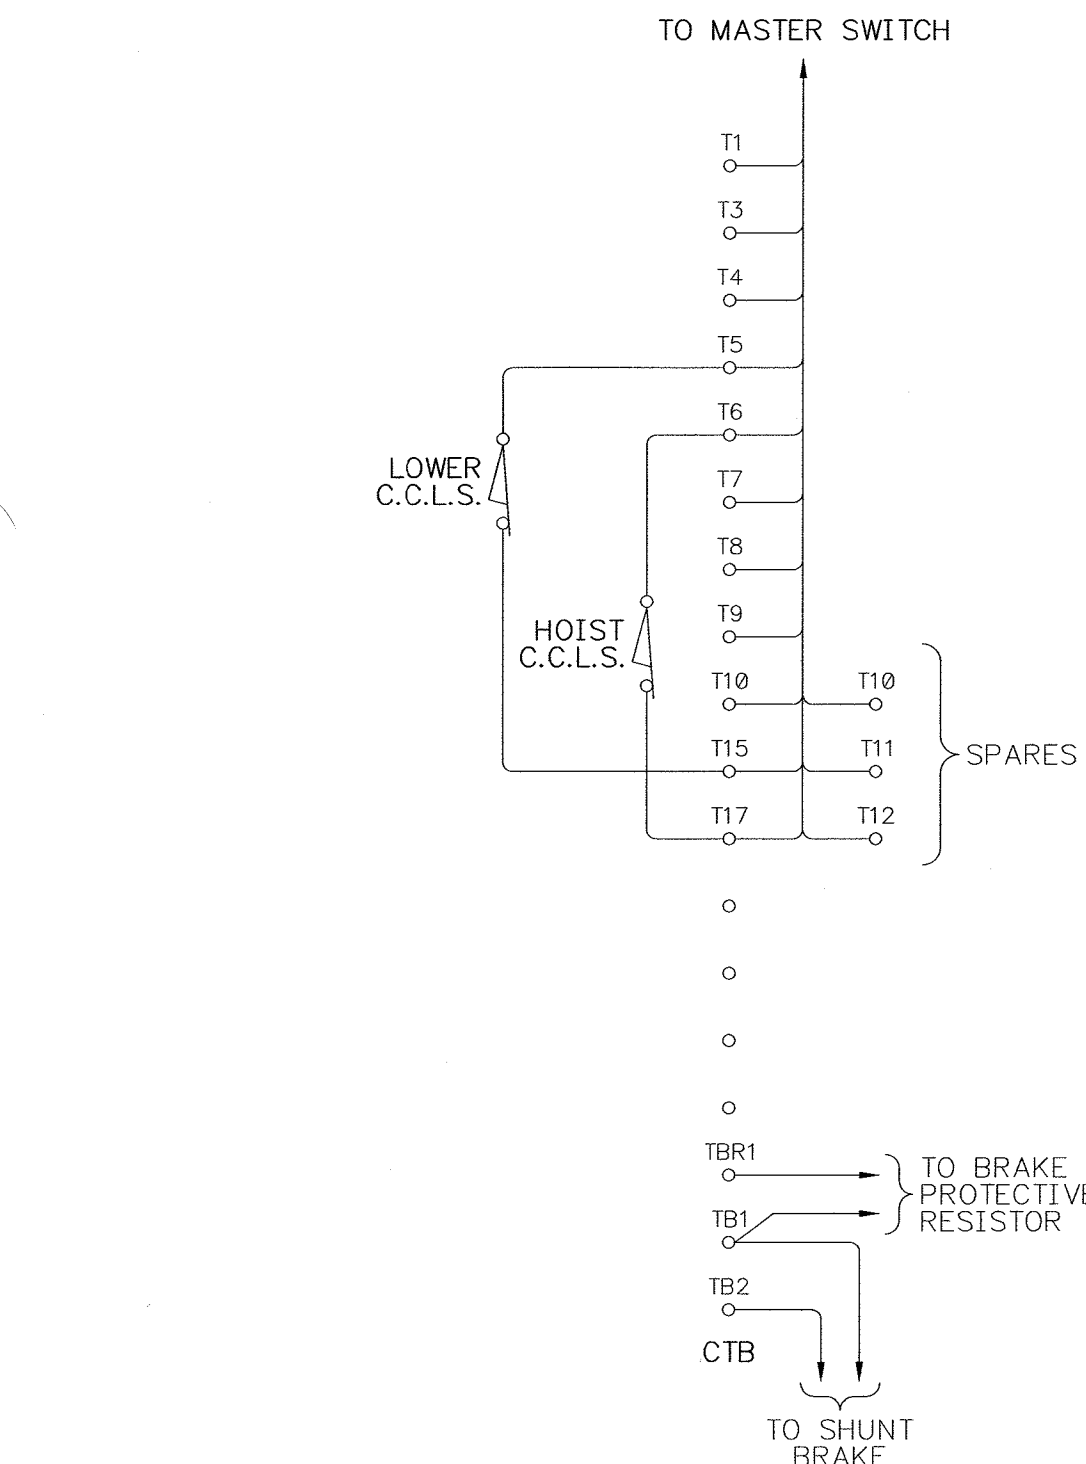 TO MASTER SWITCH
T1
T3
T4
T5
T6
LOWER
C.C.L.S.
T7
T8
T9
HOIST
C.C.L.S.
T10 T10
T15 T11
SPARES
T17 T12
TBR1
TO BRAKE
PROTECTIVE
RESISTOR
TB1
TB2
CTB
TO SHUNT
BRAKE